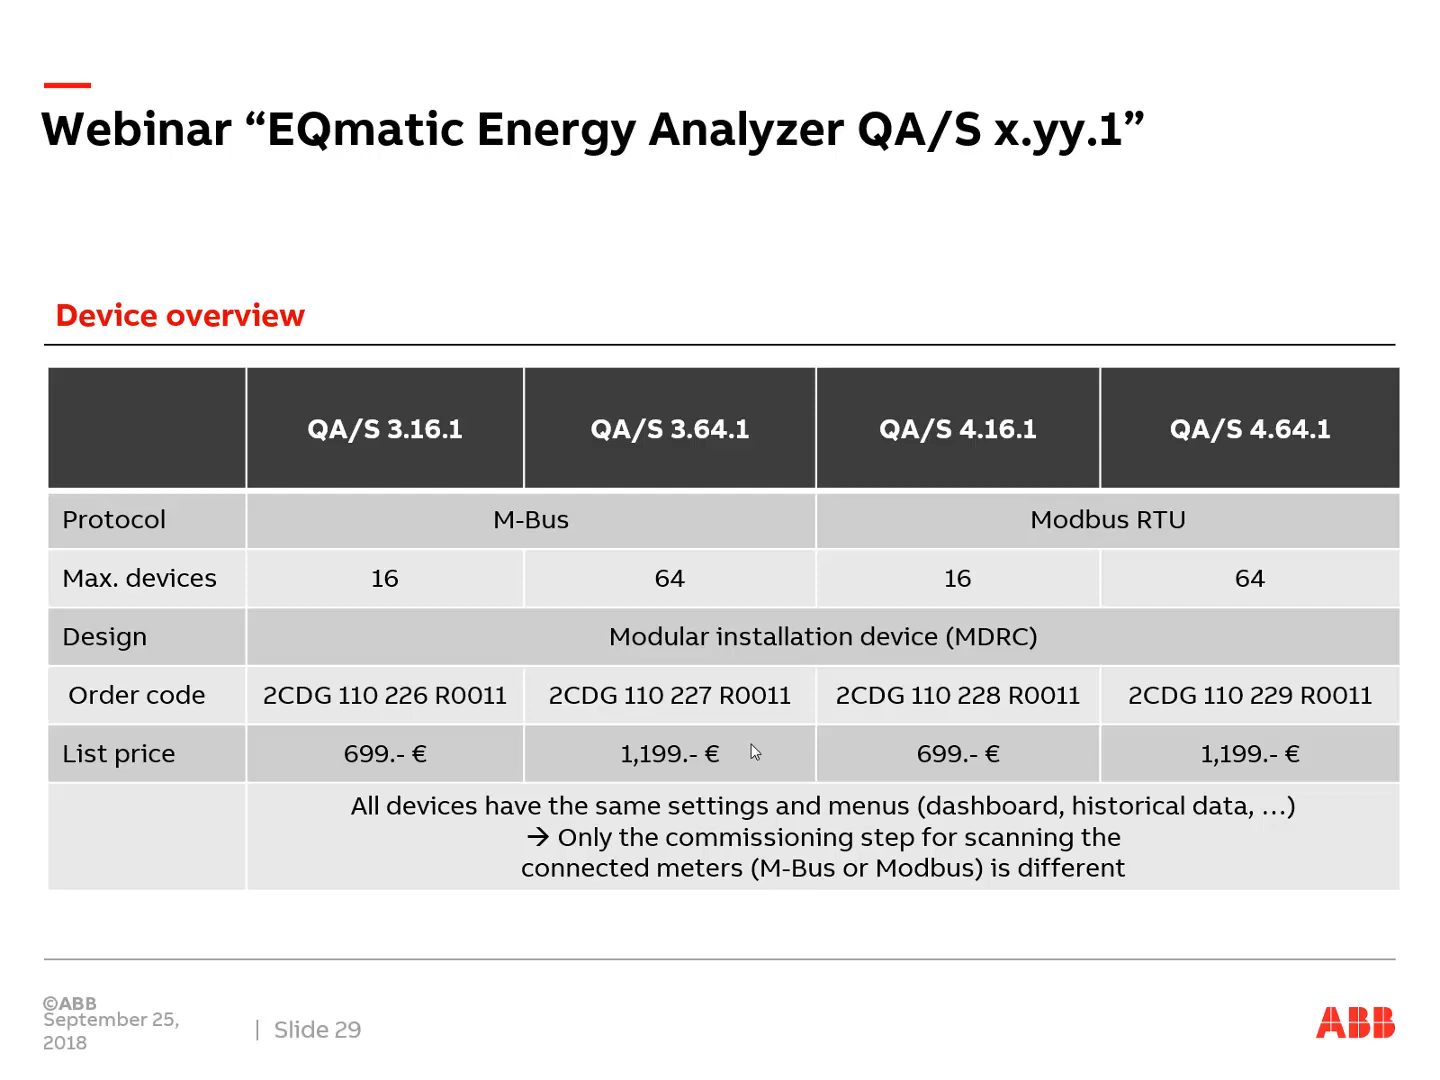 Webinar “EQmatic Energy Analyzer QA/S x.yy.1”
Device overview
QA/S 3.16.1 QA/S 3.64.1 QA/S 4.16.1 QA/S 4.64.1
Protocol M-Bus Modbus RTU
Max. devices 16 64 16 64
Design Modular installation device (MDRC)
Order code 2CDG 110 226 R0011 2CDG 110 227 R0011 2CDG 110 228 R0011 2CDG 110 229 R0011
List price 699.- € 1,199.- € 699.- € 1,199.- €
All devices have the same settings and menus (dashboard, historical data, …)
→ Only the commissioning step for scanning the
connected meters (M-Bus or Modbus) is different
©ABB
September 25,
2018
| Slide 29
ABB